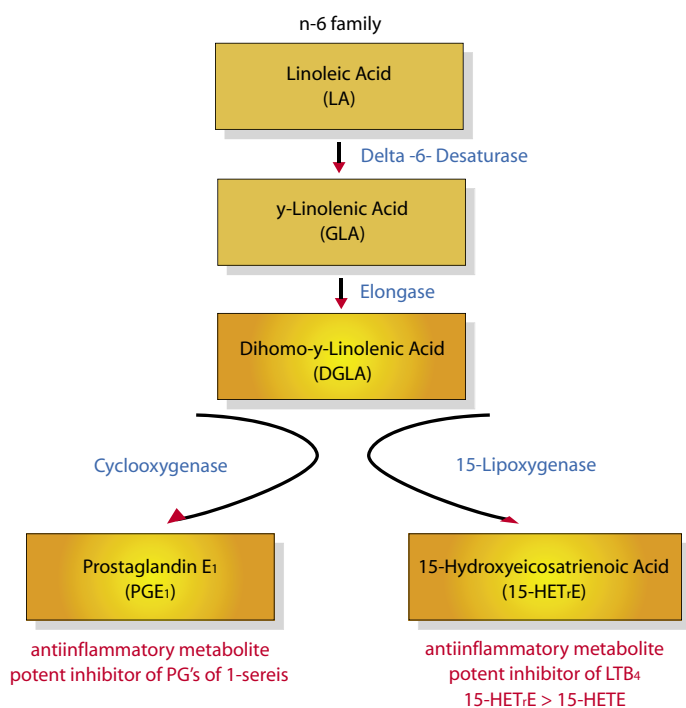 n-6 family
Linoleic Acid
(LA)
Delta -6- Desaturase
y-Linolenic Acid
(GLA)
Elongase
Dihomo-y-Linolenic Acid
(DGLA)
Cyclooxygenase
15-Lipoxygenase
Prostaglandin E1
(PGE1)
15-Hydroxyeicosatrienoic Acid
(15-HETrE)
antiinflammatory metabolite
potent inhibitor of PG's of 1-sereis
antiinflammatory metabolite
potent inhibitor of LTB4
15-HETrE > 15-HETE